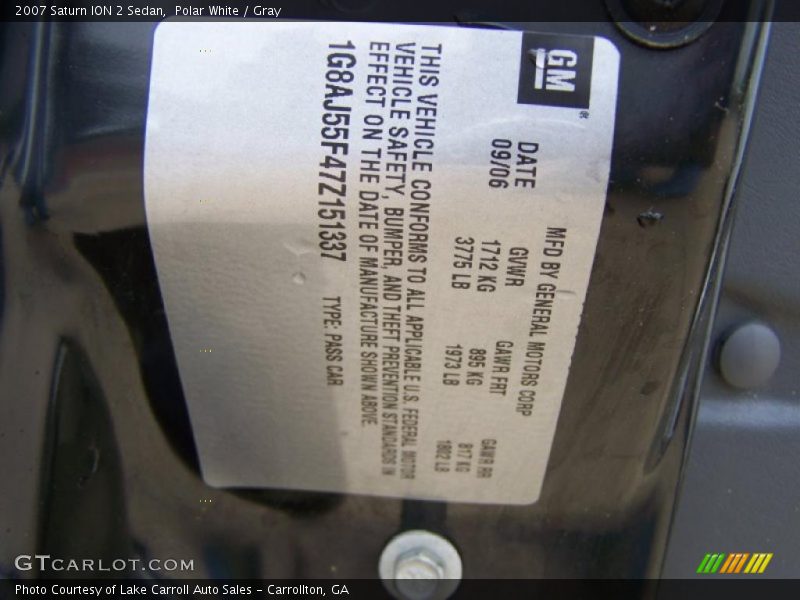 2007 Saturn ION 2 Sedan, Polar White / Gray
GM
®
MFD BY GENERAL MOTORS CORP
DATE GVWR GAWR FRT GAWR RR
09/06 1712 KG 895 KG 817 KG
3775 LB 1973 LB 1802 LB
THIS VEHICLE CONFORMS TO ALL APPLICABLE U.S. FEDERAL MOTOR
VEHICLE SAFETY, BUMPER, AND THEFT PREVENTION STANDARDS IN
EFFECT ON THE DATE OF MANUFACTURE SHOWN ABOVE.
1G8AJ55F47Z151337 TYPE: PASS CAR
GTCARLOT.COM
Photo Courtesy of Lake Carroll Auto Sales - Carrollton, GA